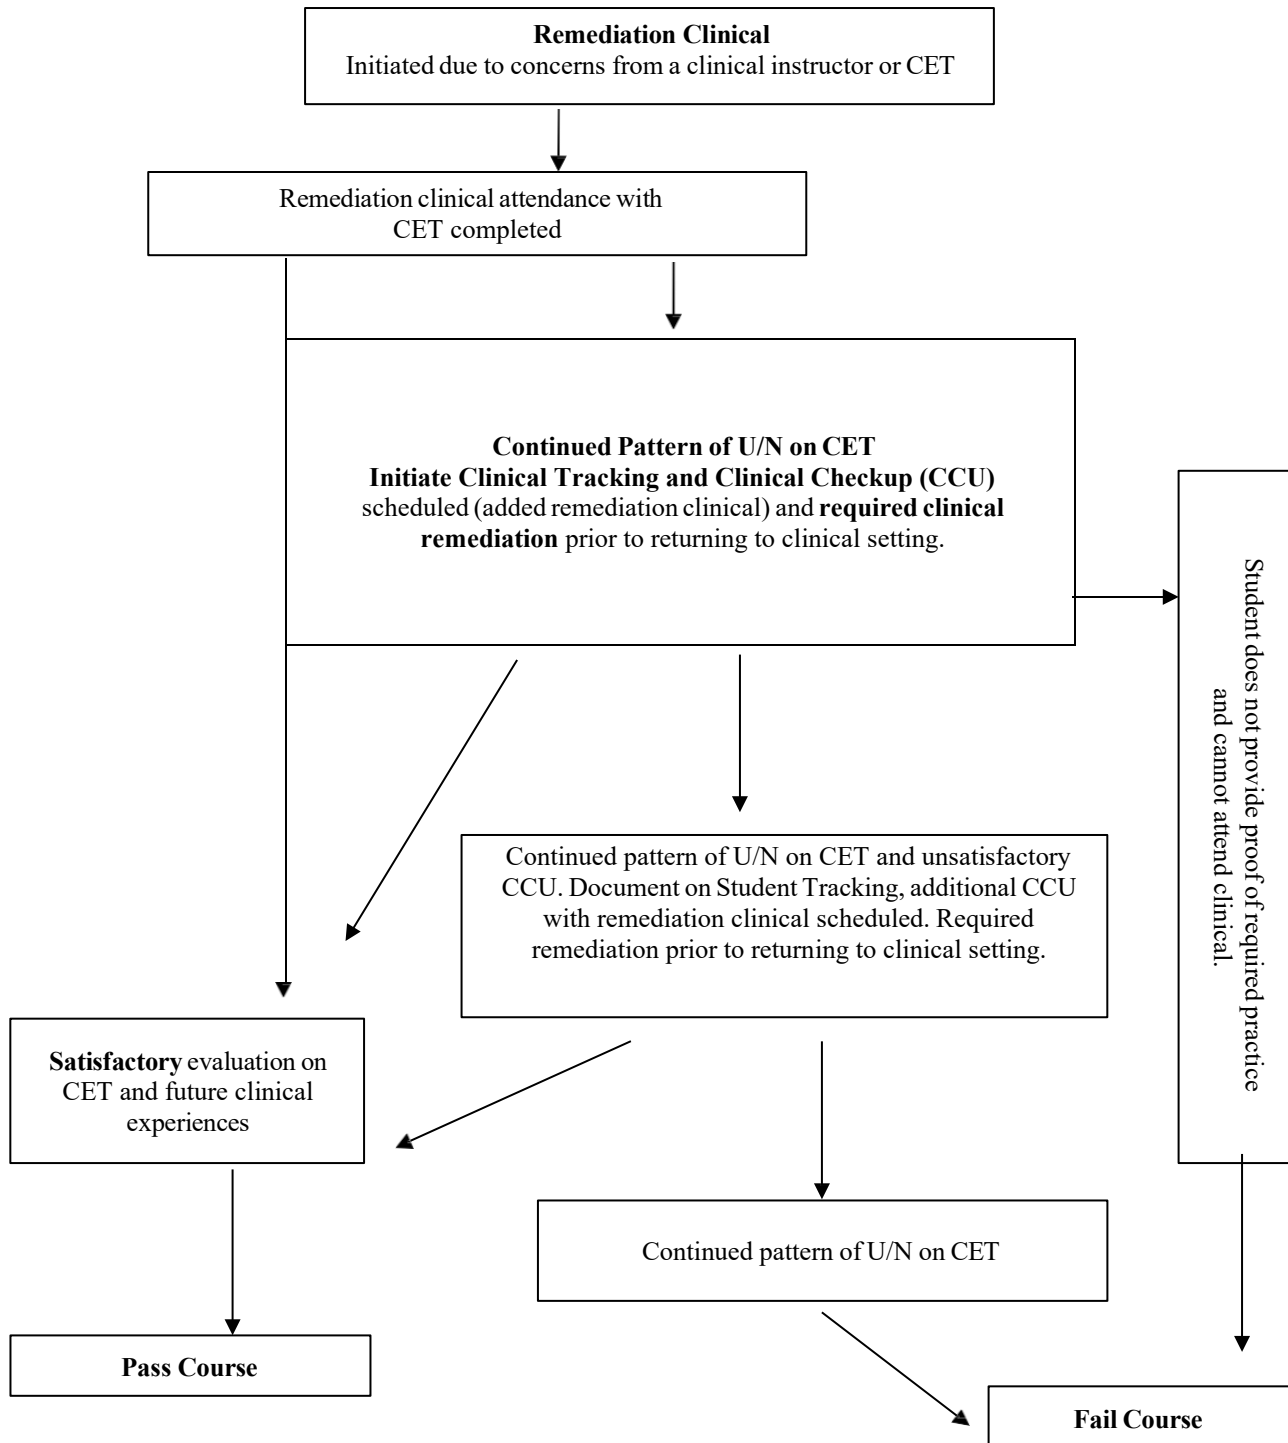 Remediation Clinical
Initiated due to concerns from a clinical instructor or CET
Remediation clinical attendance with
CET completed
Continued Pattern of U/N on CET
Initiate Clinical Tracking and Clinical Checkup (CCU)
scheduled (added remediation clinical) and required clinical
remediation prior to returning to clinical setting.
Student does not provide proof of required practice
and cannot attend clinical.
Continued pattern of U/N on CET and unsatisfactory
CCU. Document on Student Tracking, additional CCU
with remediation clinical scheduled. Required
remediation prior to returning to clinical setting.
Satisfactory evaluation on
CET and future clinical
experiences
Continued pattern of U/N on CET
Pass Course
Fail Course